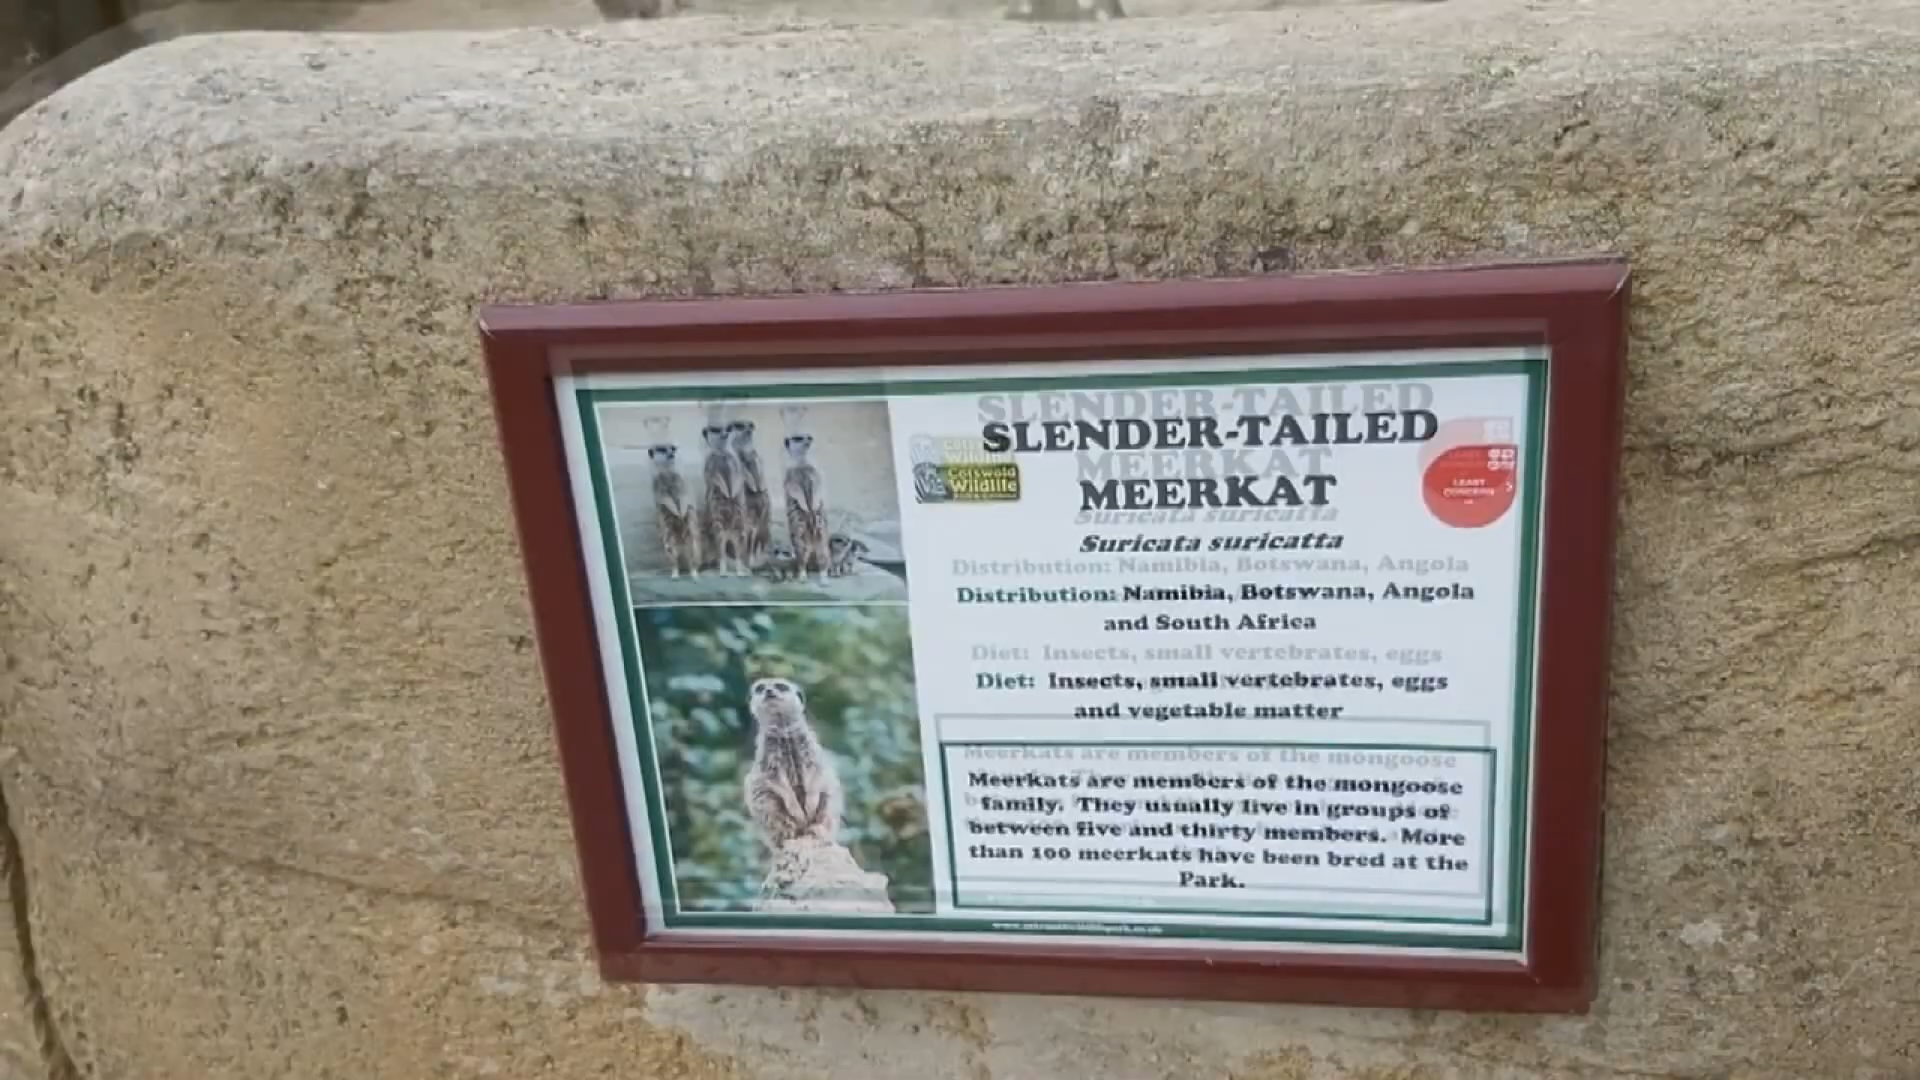 SLENDER-TAILED
MEERKAT
Cotswold
Wildlife
LEAST
CONCERN
Suricata suricatta
Distribution: Namibia, Botswana, Angola
and South Africa
Diet: Insects, small vertebrates, eggs
and vegetable matter
Meerkats are members of the mongoose
family. They usually live in groups of
between five and thirty members. More
than 100 meerkats have been bred at the
Park.